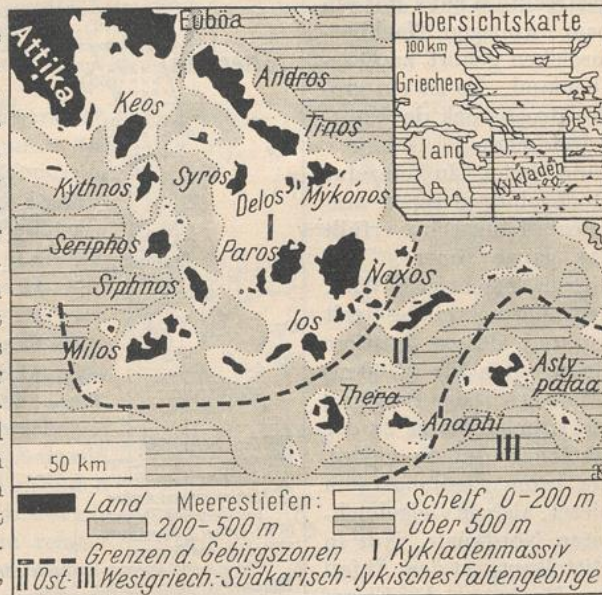 Übersichtskarte
100 km
Griechen-
land
Kykladen
Euböa
Attika
Andros
Keos
Tinos
Kythnos
Syros
Delos
Mýkonos
I
Seriphos
Paros
Naxos
Siphnos
Ios
Milos
II
Thera
Anaphi
Asty-
paläa
III
50 km
Land Meerestiefen: Schelf, 0-200 m
200-500 m über 500 m
Grenzen d. Gebirgszonen I Kykladenmassiv
II Ost- III Westgriech.-Südkarisch-lykisches Faltengebirge